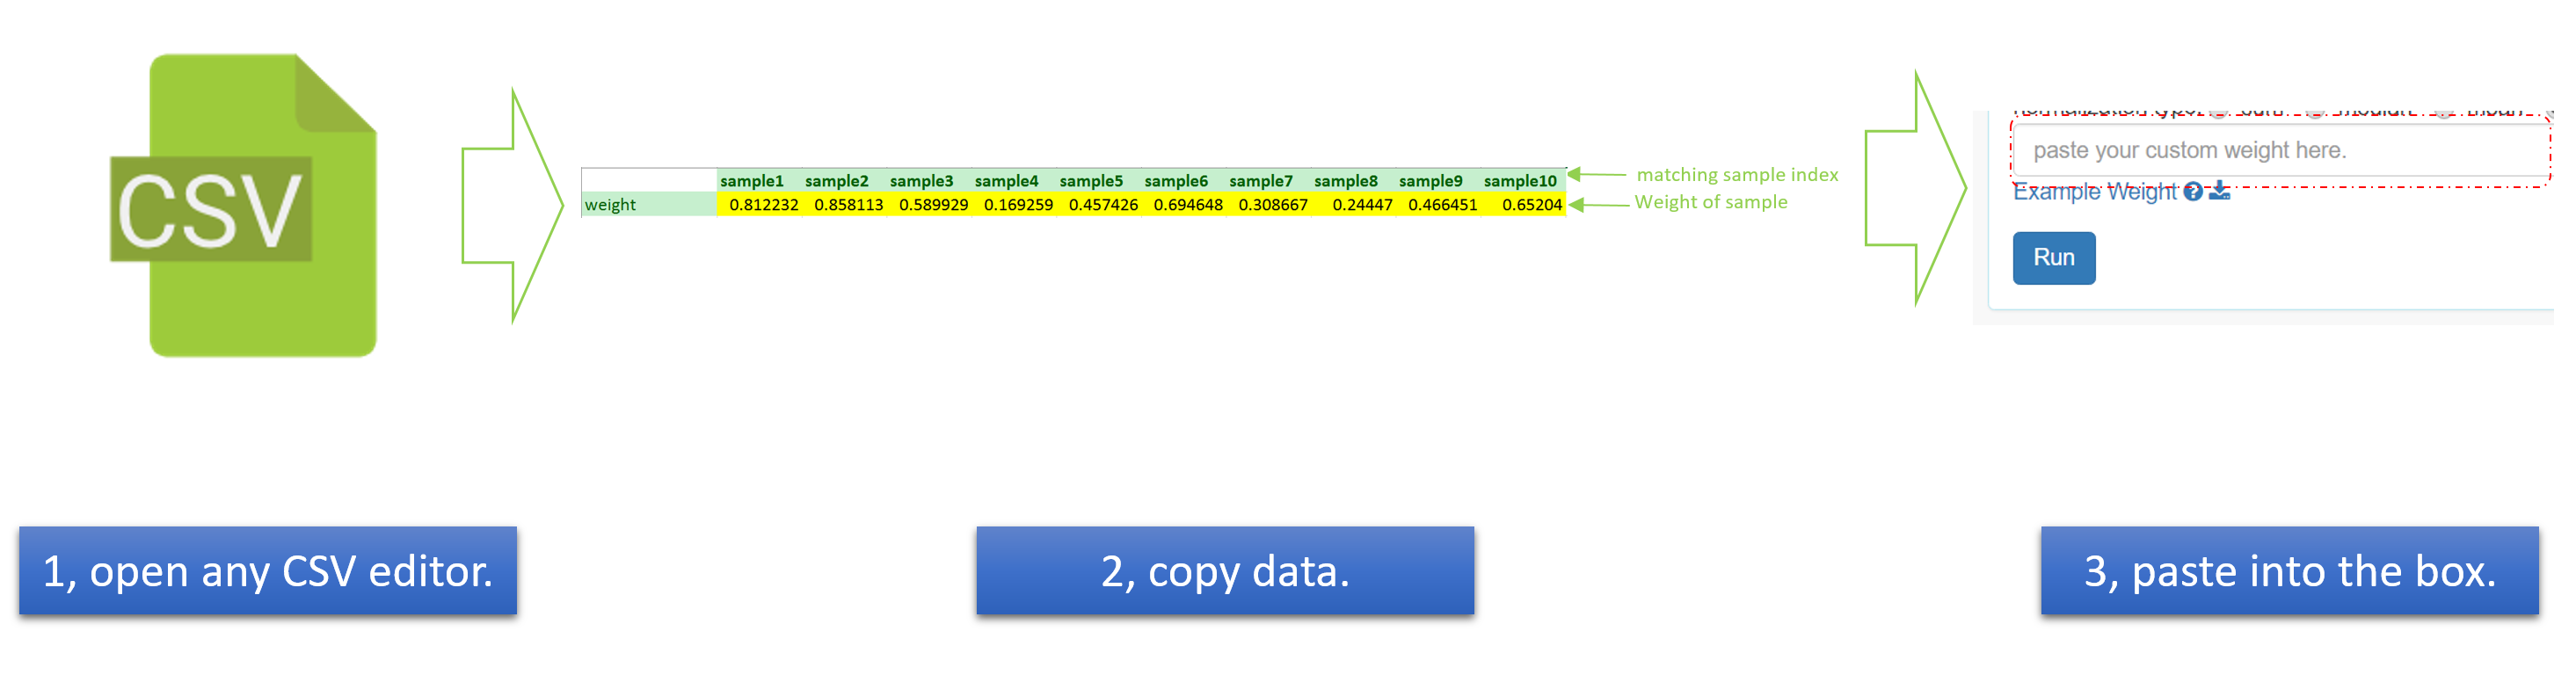 CSV
sample1 sample2 sample3 sample4 sample5 sample6 sample7 sample8 sample9 sample10
weight 0.812232 0.858113 0.589929 0.169259 0.457426 0.694648 0.308667 0.24447 0.466451 0.65204
matching sample index
Weight of sample
paste your custom weight here.
Example Weight
Run
1, open any CSV editor.
2, copy data.
3, paste into the box.